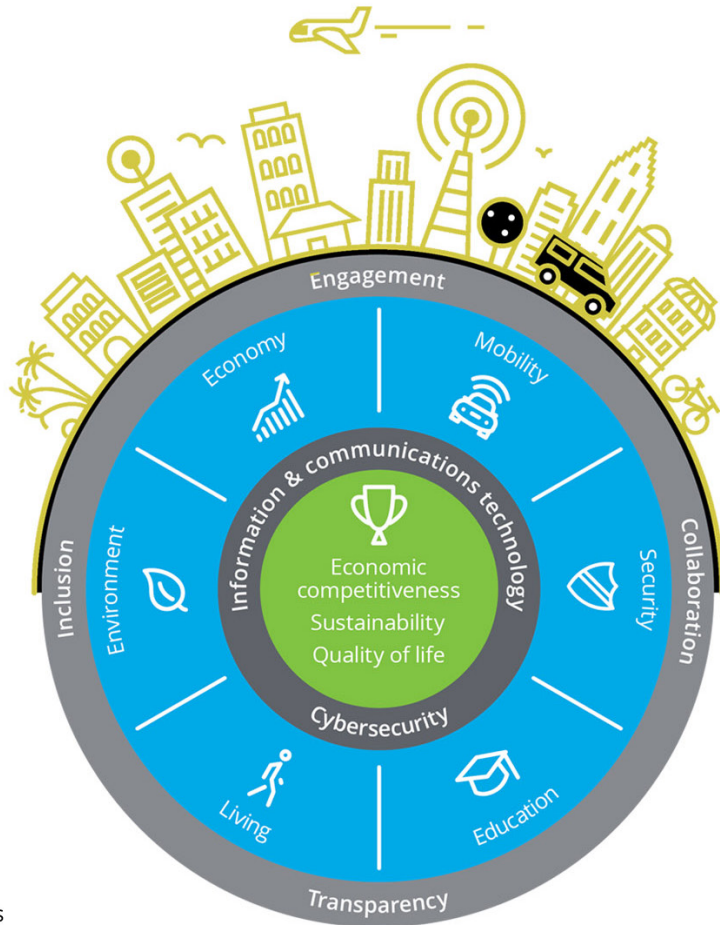 Engagement
Economy
Mobility
Information & communications technology
Inclusion
Environment
Economic
competitiveness
Sustainability
Quality of life
Security
Collaboration
Cybersecurity
Living
Education
Transparency
s